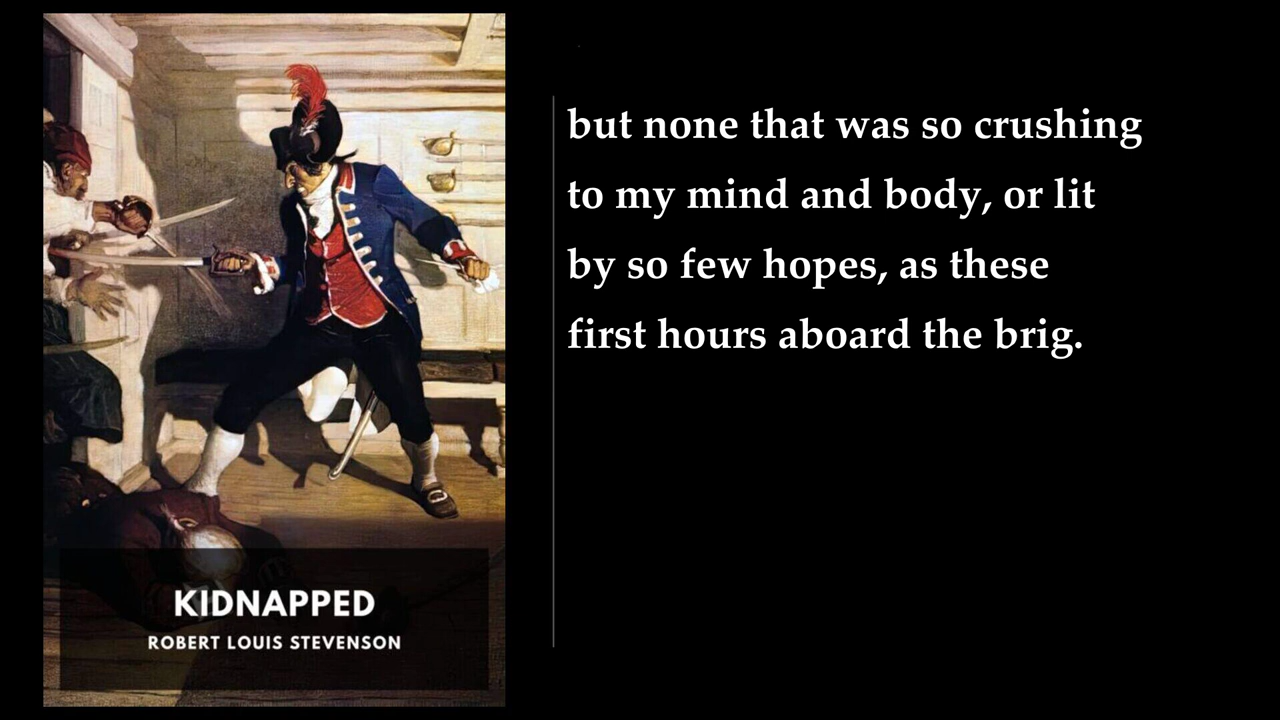 but none that was so crushing
to my mind and body, or lit
by so few hopes, as these
first hours aboard the brig.
KIDNAPPED
ROBERT LOUIS STEVENSON